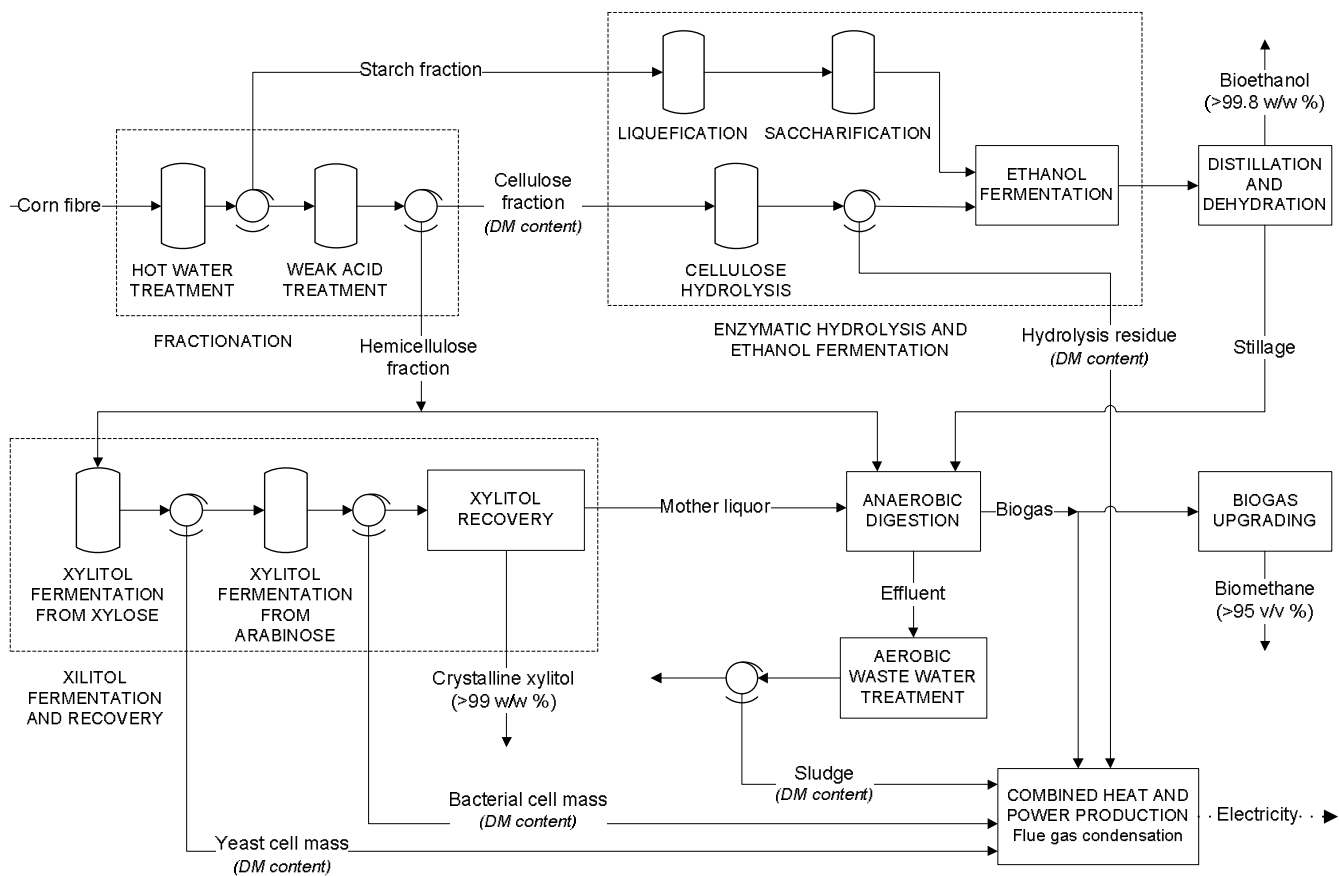 Starch fraction
LIQUEFICATION
SACCHARIFICATION
Bioethanol
(>99.8 w/w %)
Corn fibre
HOT WATER
TREATMENT
WEAK ACID
TREATMENT
FRACTIONATION
Cellulose
fraction
(DM content)
CELLULOSE
HYDROLYSIS
ETHANOL
FERMENTATION
DISTILLATION
AND
DEHYDRATION
ENZYMATIC HYDROLYSIS AND
ETHANOL FERMENTATION
Hemicellulose
fraction
Hydrolysis residue
(DM content)
Stillage
XYLITOL
FERMENTATION
FROM XYLOSE
XYLITOL
FERMENTATION
FROM
ARABINOSE
XYLITOL
RECOVERY
Mother liquor
ANAEROBIC
DIGESTION
Biogas
BIOGAS
UPGRADING
Effluent
Biomethane
(>95 v/v %)
XILITOL
FERMENTATION
AND RECOVERY
Crystalline xylitol
(>99 w/w %)
AEROBIC
WASTE WATER
TREATMENT
Sludge
(DM content)
Bacterial cell mass
(DM content)
Yeast cell mass
(DM content)
COMBINED HEAT AND
POWER PRODUCTION
Flue gas condensation
Electricity